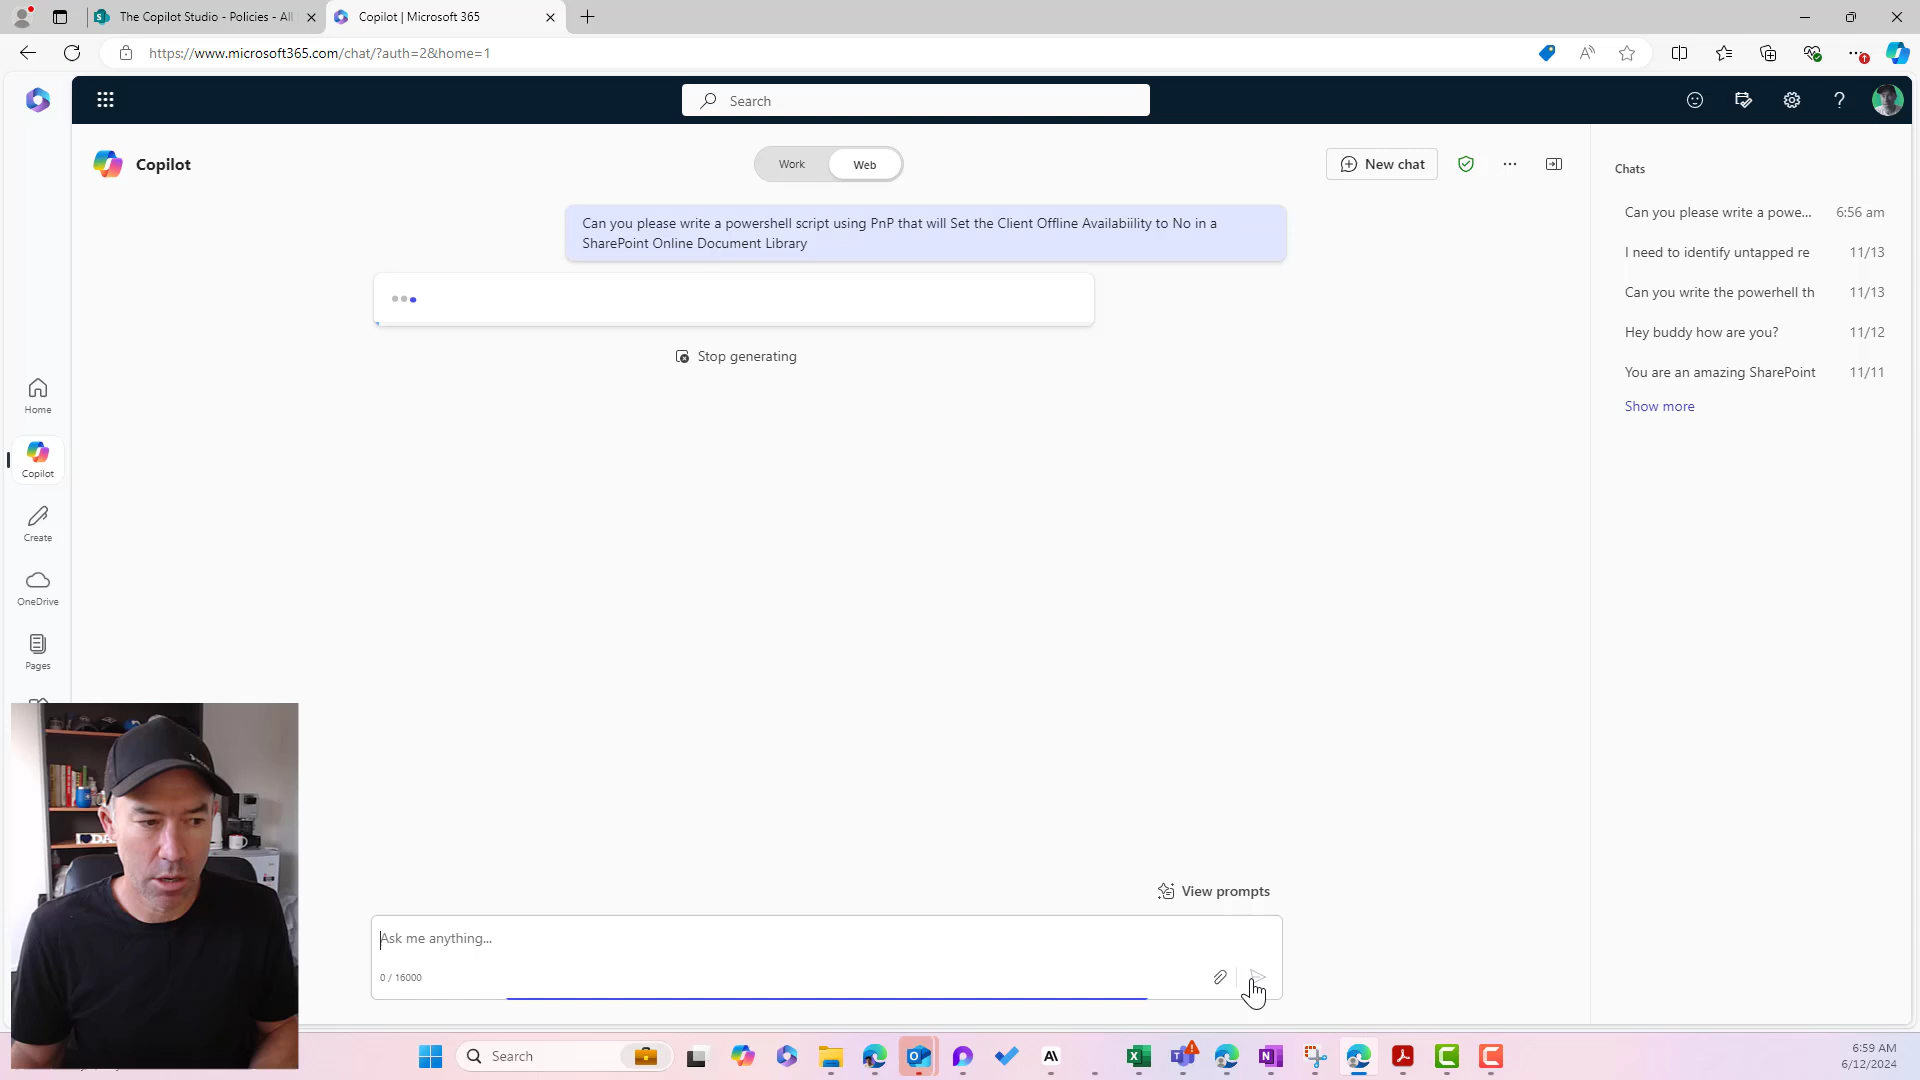 The Copilot Studio - Policies - All
Copilot | Microsoft 365
https://www.microsoft365.com/chat/?auth=2&home=1
Search
Copilot
Work
Web
New chat
Chats
Can you please write a powershell script using PnP that will Set the Client Offline Availabiility to No in a
SharePoint Online Document Library
Stop generating
Can you please write a powe... 6:56 am
I need to identify untapped re 11/13
Can you write the powerhell th 11/13
Hey buddy how are you? 11/12
You are an amazing SharePoint 11/11
Show more
Home
Copilot
Create
OneDrive
Pages
View prompts
Ask me anything...
0 / 16000
Search
6:59 AM
6/12/2024